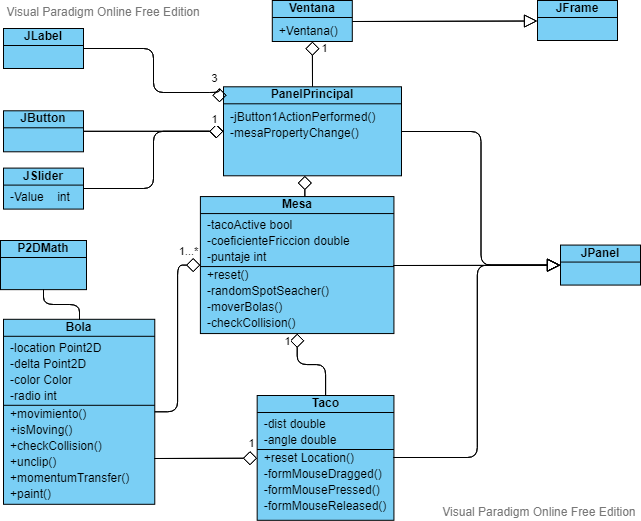 Visual Paradigm Online Free Edition
Ventana
+Ventana()
JFrame
1
JLabel
3
PanelPrincipal
-jButton1ActionPerformed()
-mesaPropertyChange()
JButton
1
JSlider
-Value int
Mesa
-tacoActive bool
-coeficienteFriccion double
-puntaje int
+reset()
-randomSpotSeacher()
-moverBolas()
-checkCollision()
1...*
P2DMath
JPanel
Bola
-location Point2D
-delta Point2D
-color Color
-radio int
+movimiento()
+isMoving()
+checkCollision()
+unclip()
+momentumTransfer()
+paint()
1
Taco
-dist double
-angle double
+reset Location()
-formMouseDragged()
-formMousePressed()
-formMouseReleased()
1
Visual Paradigm Online Free Edition